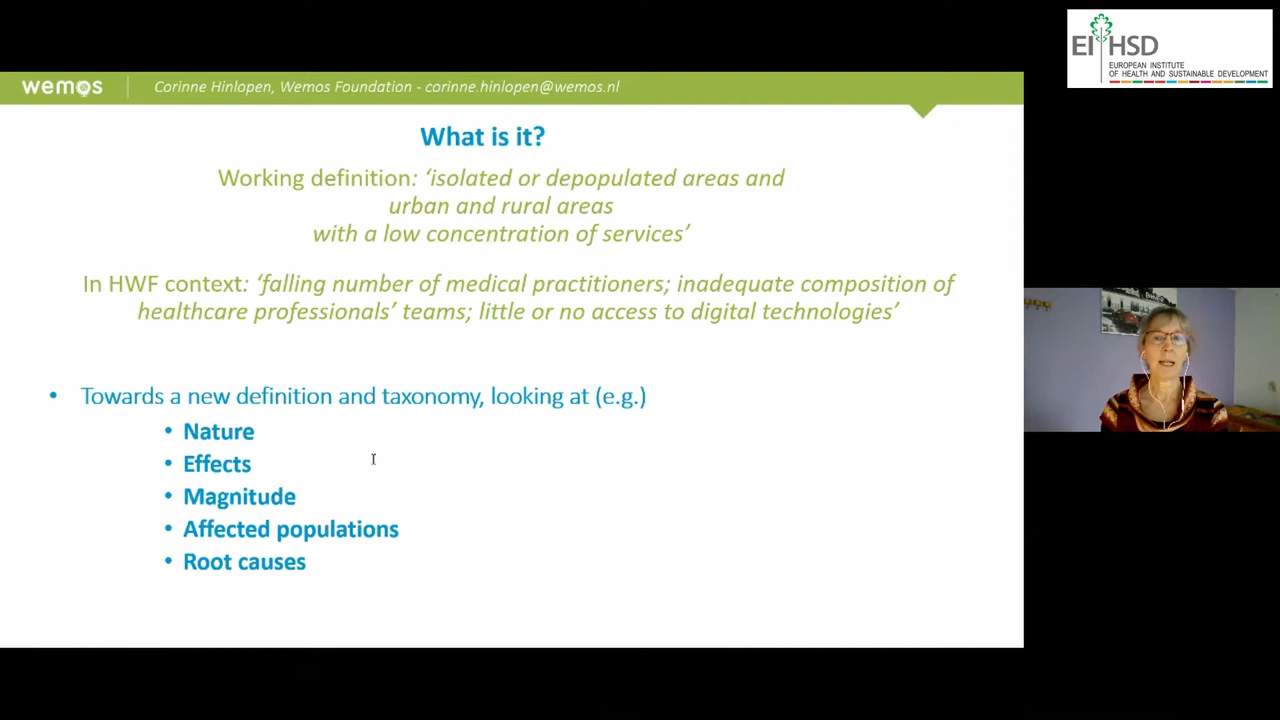 wemos
Corinne Hinlopen, Wemos Foundation - corinne.hinlopen@wemos.nl
EIHSD
EUROPEAN INSTITUTE
OF HEALTH AND SUSTAINABLE DEVELOPMENT
What is it?
Working definition: ‘isolated or depopulated areas and
urban and rural areas
with a low concentration of services’
In HWF context: ‘falling number of medical practitioners; inadequate composition of
healthcare professionals’ teams; little or no access to digital technologies’
• Towards a new definition and taxonomy, looking at (e.g.)
• Nature
• Effects
• Magnitude
• Affected populations
• Root causes